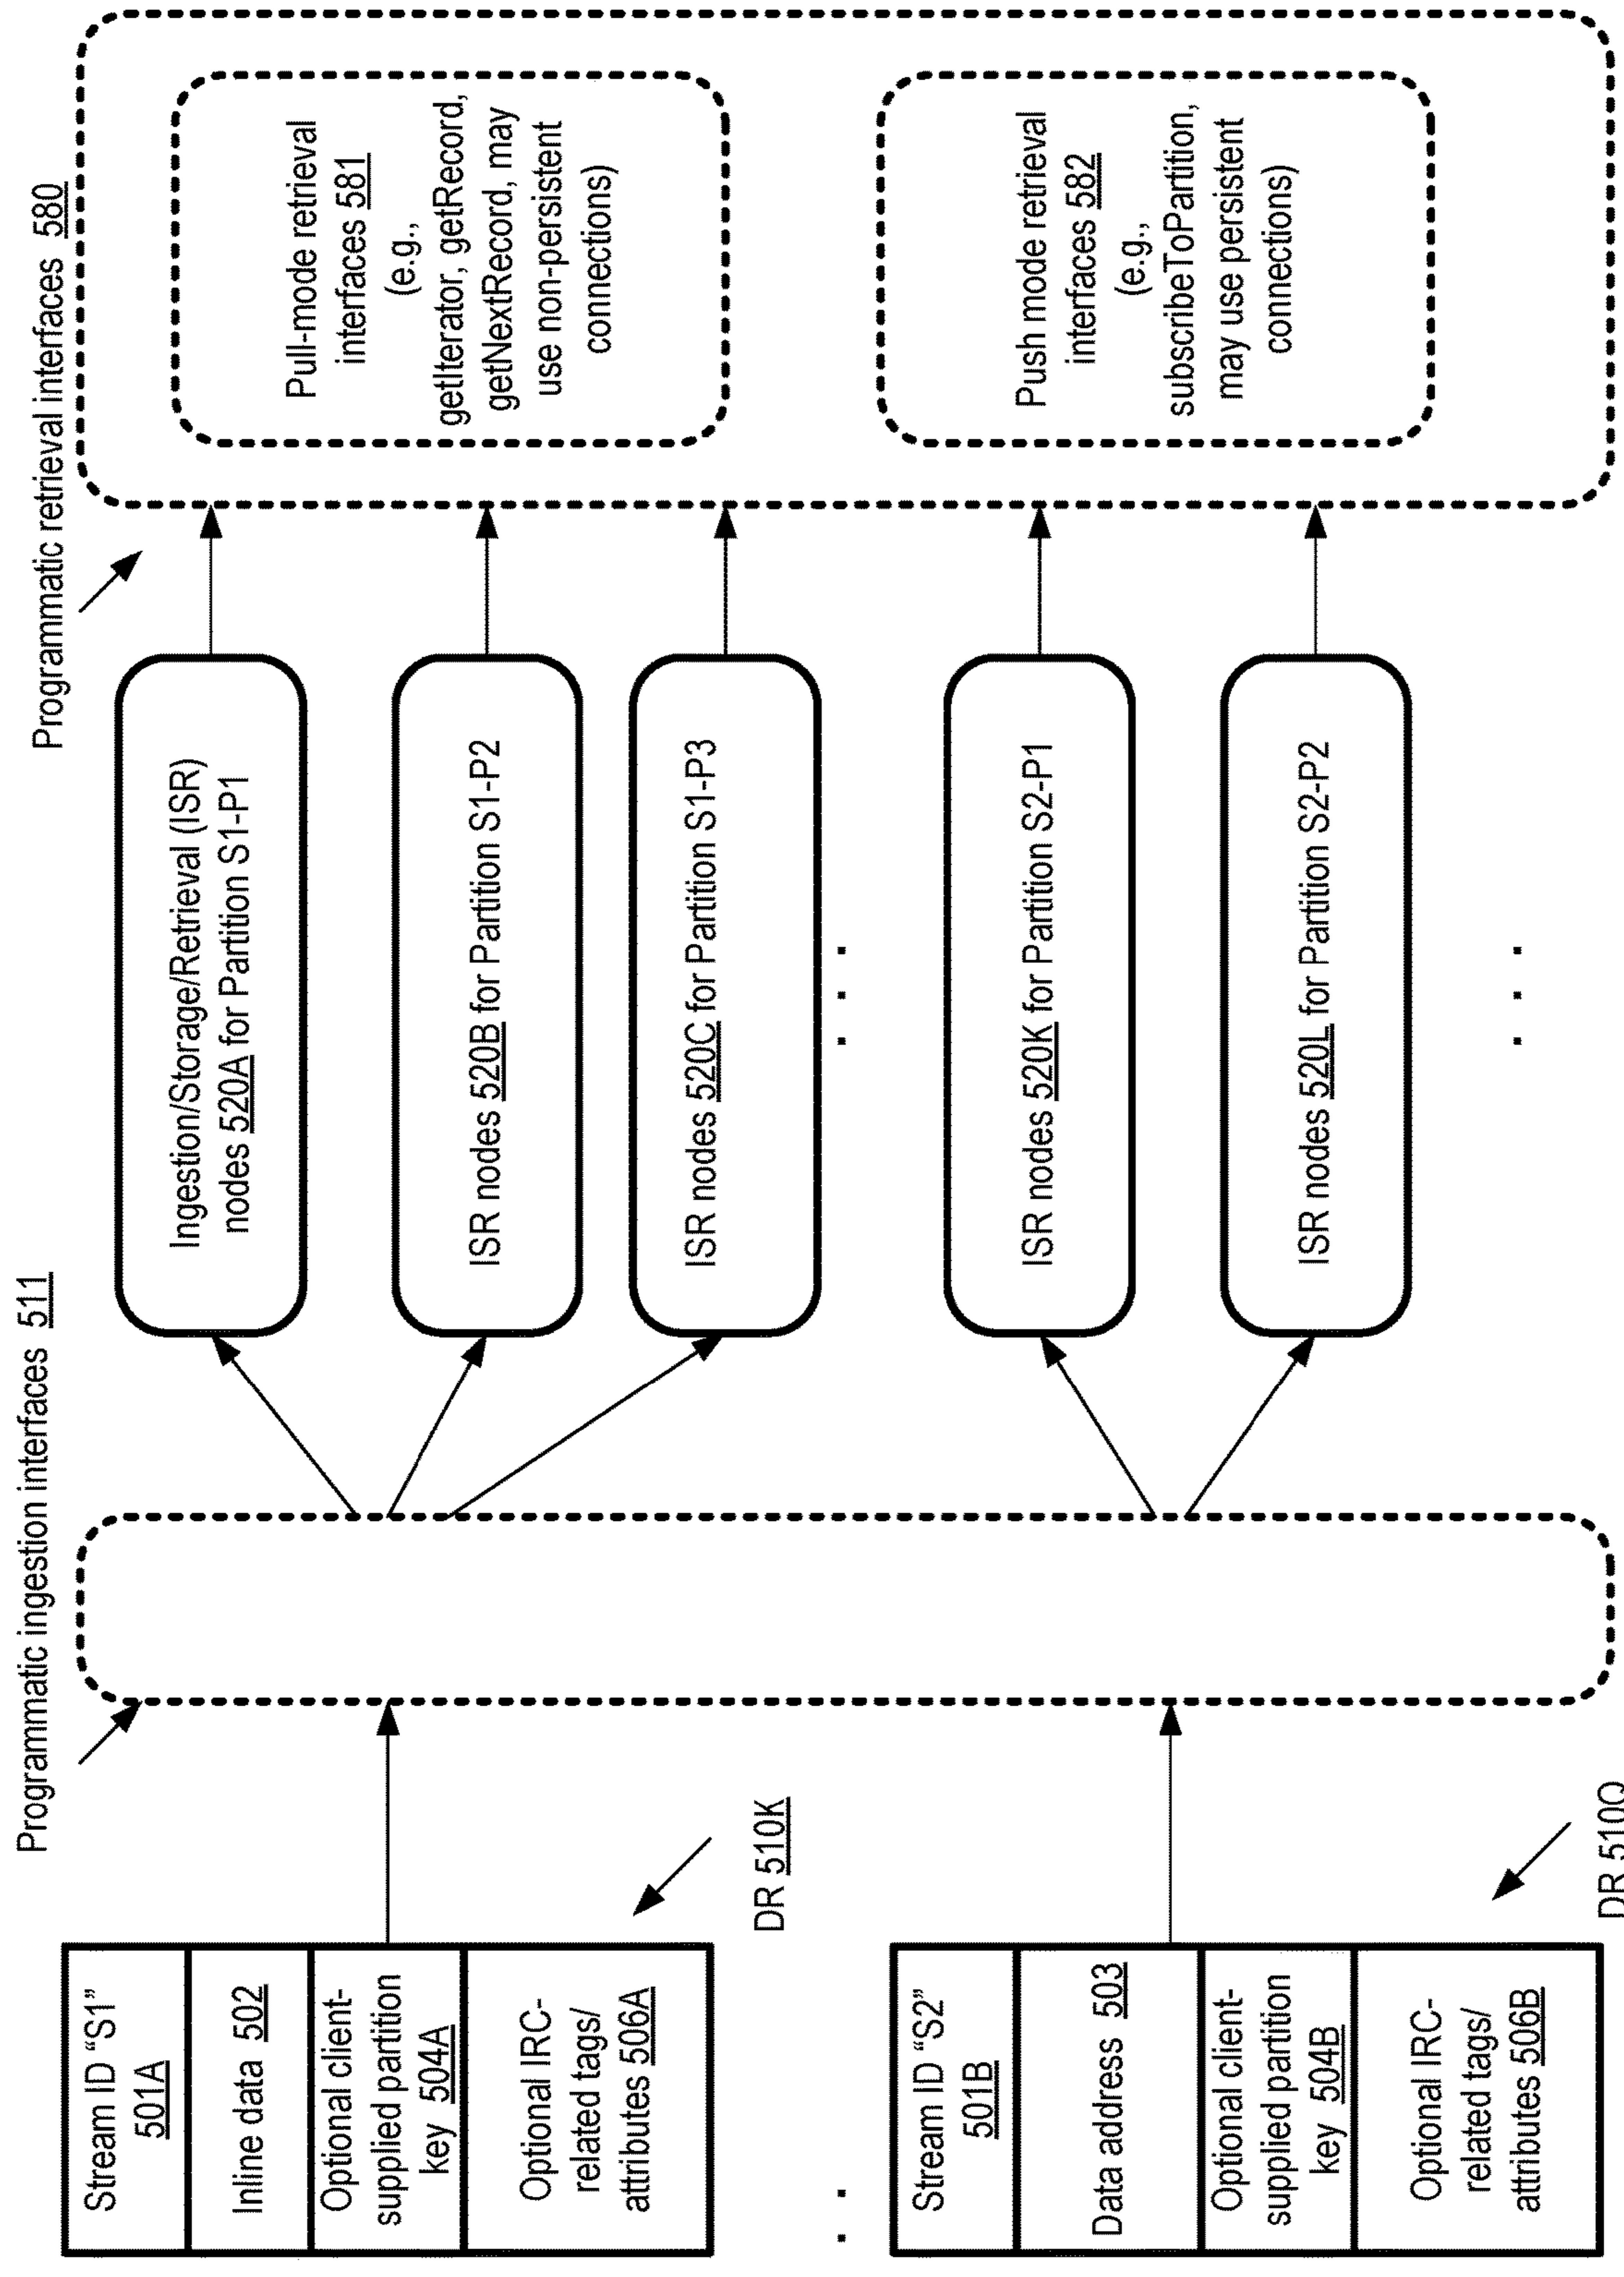 Programmatic ingestion interfaces 511
Programmatic retrieval interfaces 580
Stream ID “S1”
501A
Inline data 502
Optional client-
supplied partition
key 504A
Optional IRC-
related tags/
attributes 506A
DR 510K
. .
Stream ID “S2”
501B
Data address 503
Optional client-
supplied partition
key 504B
Optional IRC-
related tags/
attributes 506B
Ingestion/Storage/Retrieval (ISR)
nodes 520A for Partition S1-P1
ISR nodes 520B for Partition S1-P2
ISR nodes 520C for Partition S1-P3
. . .
ISR nodes 520K for Partition S2-P1
ISR nodes 520L for Partition S2-P2
. . .
Pull-mode retrieval
interfaces 581
(e.g.,
getIterator, getRecord,
getNextRecord, may
use non-persistent
connections)
Push mode retrieval
interfaces 582
(e.g.,
subscribeToPartition,
may use persistent
connections)
DR